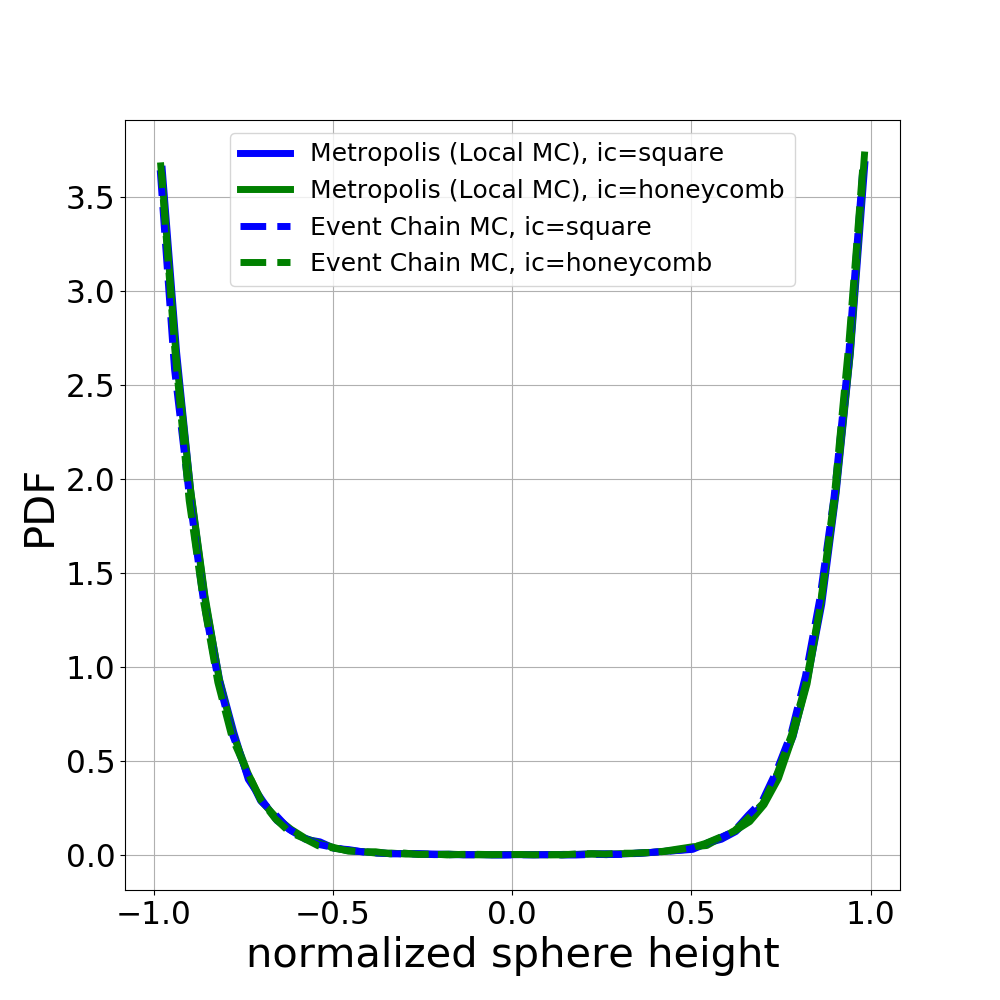 Metropolis (Local MC), ic=square
Metropolis (Local MC), ic=honeycomb
Event Chain MC, ic=square
Event Chain MC, ic=honeycomb
PDF
3.5
3.0
2.5
2.0
1.5
1.0
0.5
0.0
−1.0 −0.5 0.0 0.5 1.0
normalized sphere height